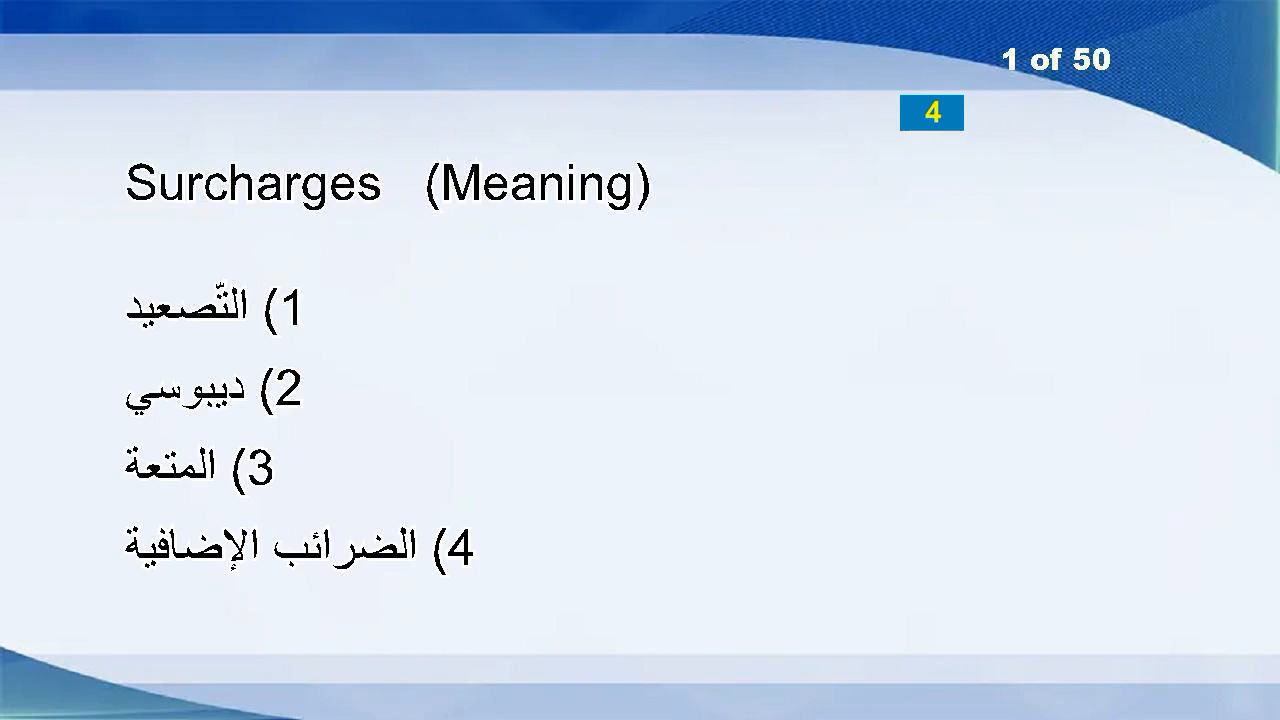 1 of 50
4
Surcharges (Meaning)
1) التّصعيد
2) ديبوسي
3) المتعة
4) الضرائب الإضافية